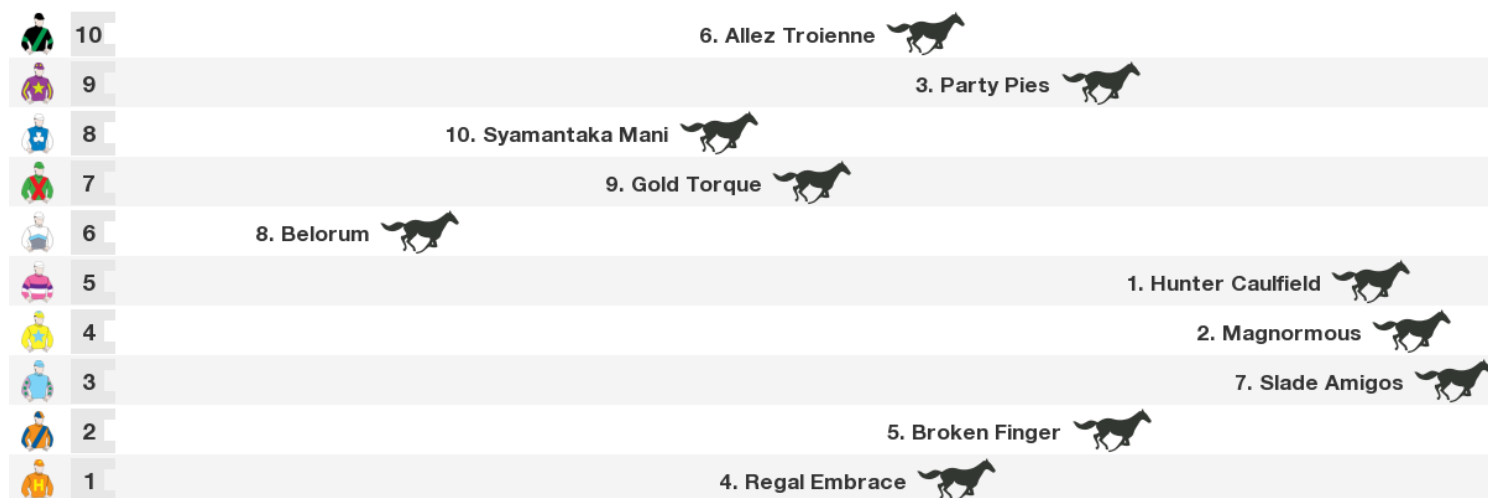 10 6. Allez Troienne
9 3. Party Pies
8 10. Syamantaka Mani
7 9. Gold Torque
6 8. Belorum
5 1. Hunter Caulfield
4 2. Magnormous
3 7. Slade Amigos
2 5. Broken Finger
H 1 4. Regal Embrace